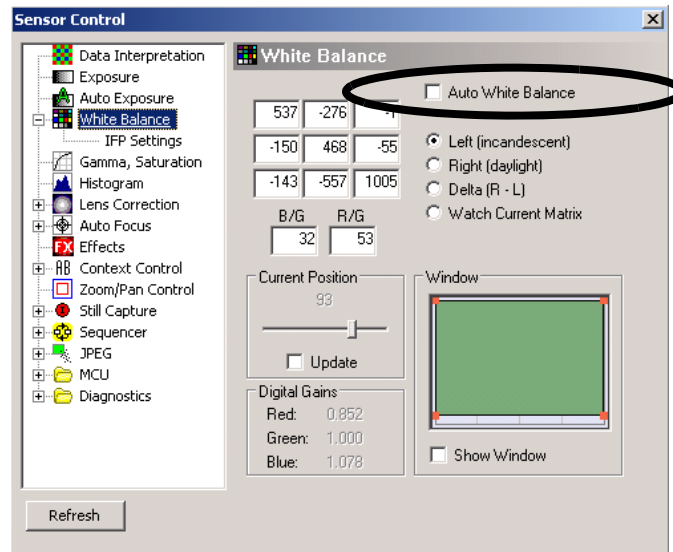 Sensor Control
Data Interpretation
Exposure
Auto Exposure
White Balance
IFP Settings
Gamma, Saturation
Histogram
Lens Correction
Auto Focus
FX Effects
AB Context Control
Zoom/Pan Control
Still Capture
Sequencer
JPEG
MCU
Diagnostics
Refresh
White Balance
Auto White Balance
537 -276 -1
-150 468 -55
-143 -557 1005
B/G R/G
32 53
Left (incandescent)
Right (daylight)
Delta (R - L)
Watch Current Matrix
Current Position
93
Update
Digital Gains
Red: 0.852
Green: 1.000
Blue: 1.078
Window
Show Window